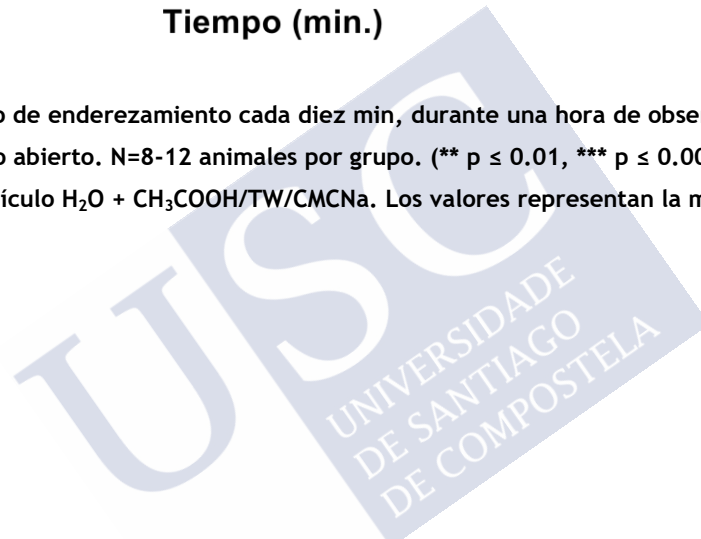 Tiempo (min.)
o de enderezamiento cada diez min, durante una hora de obser
o abierto. N=8-12 animales por grupo. (** p ≤ 0.01, *** p ≤ 0.00
ículo H₂O + CH₃COOH/TW/CMCNa. Los valores representan la m
USC
UNIVERSIDADE
DE SANTIAGO
DE COMPOSTELA